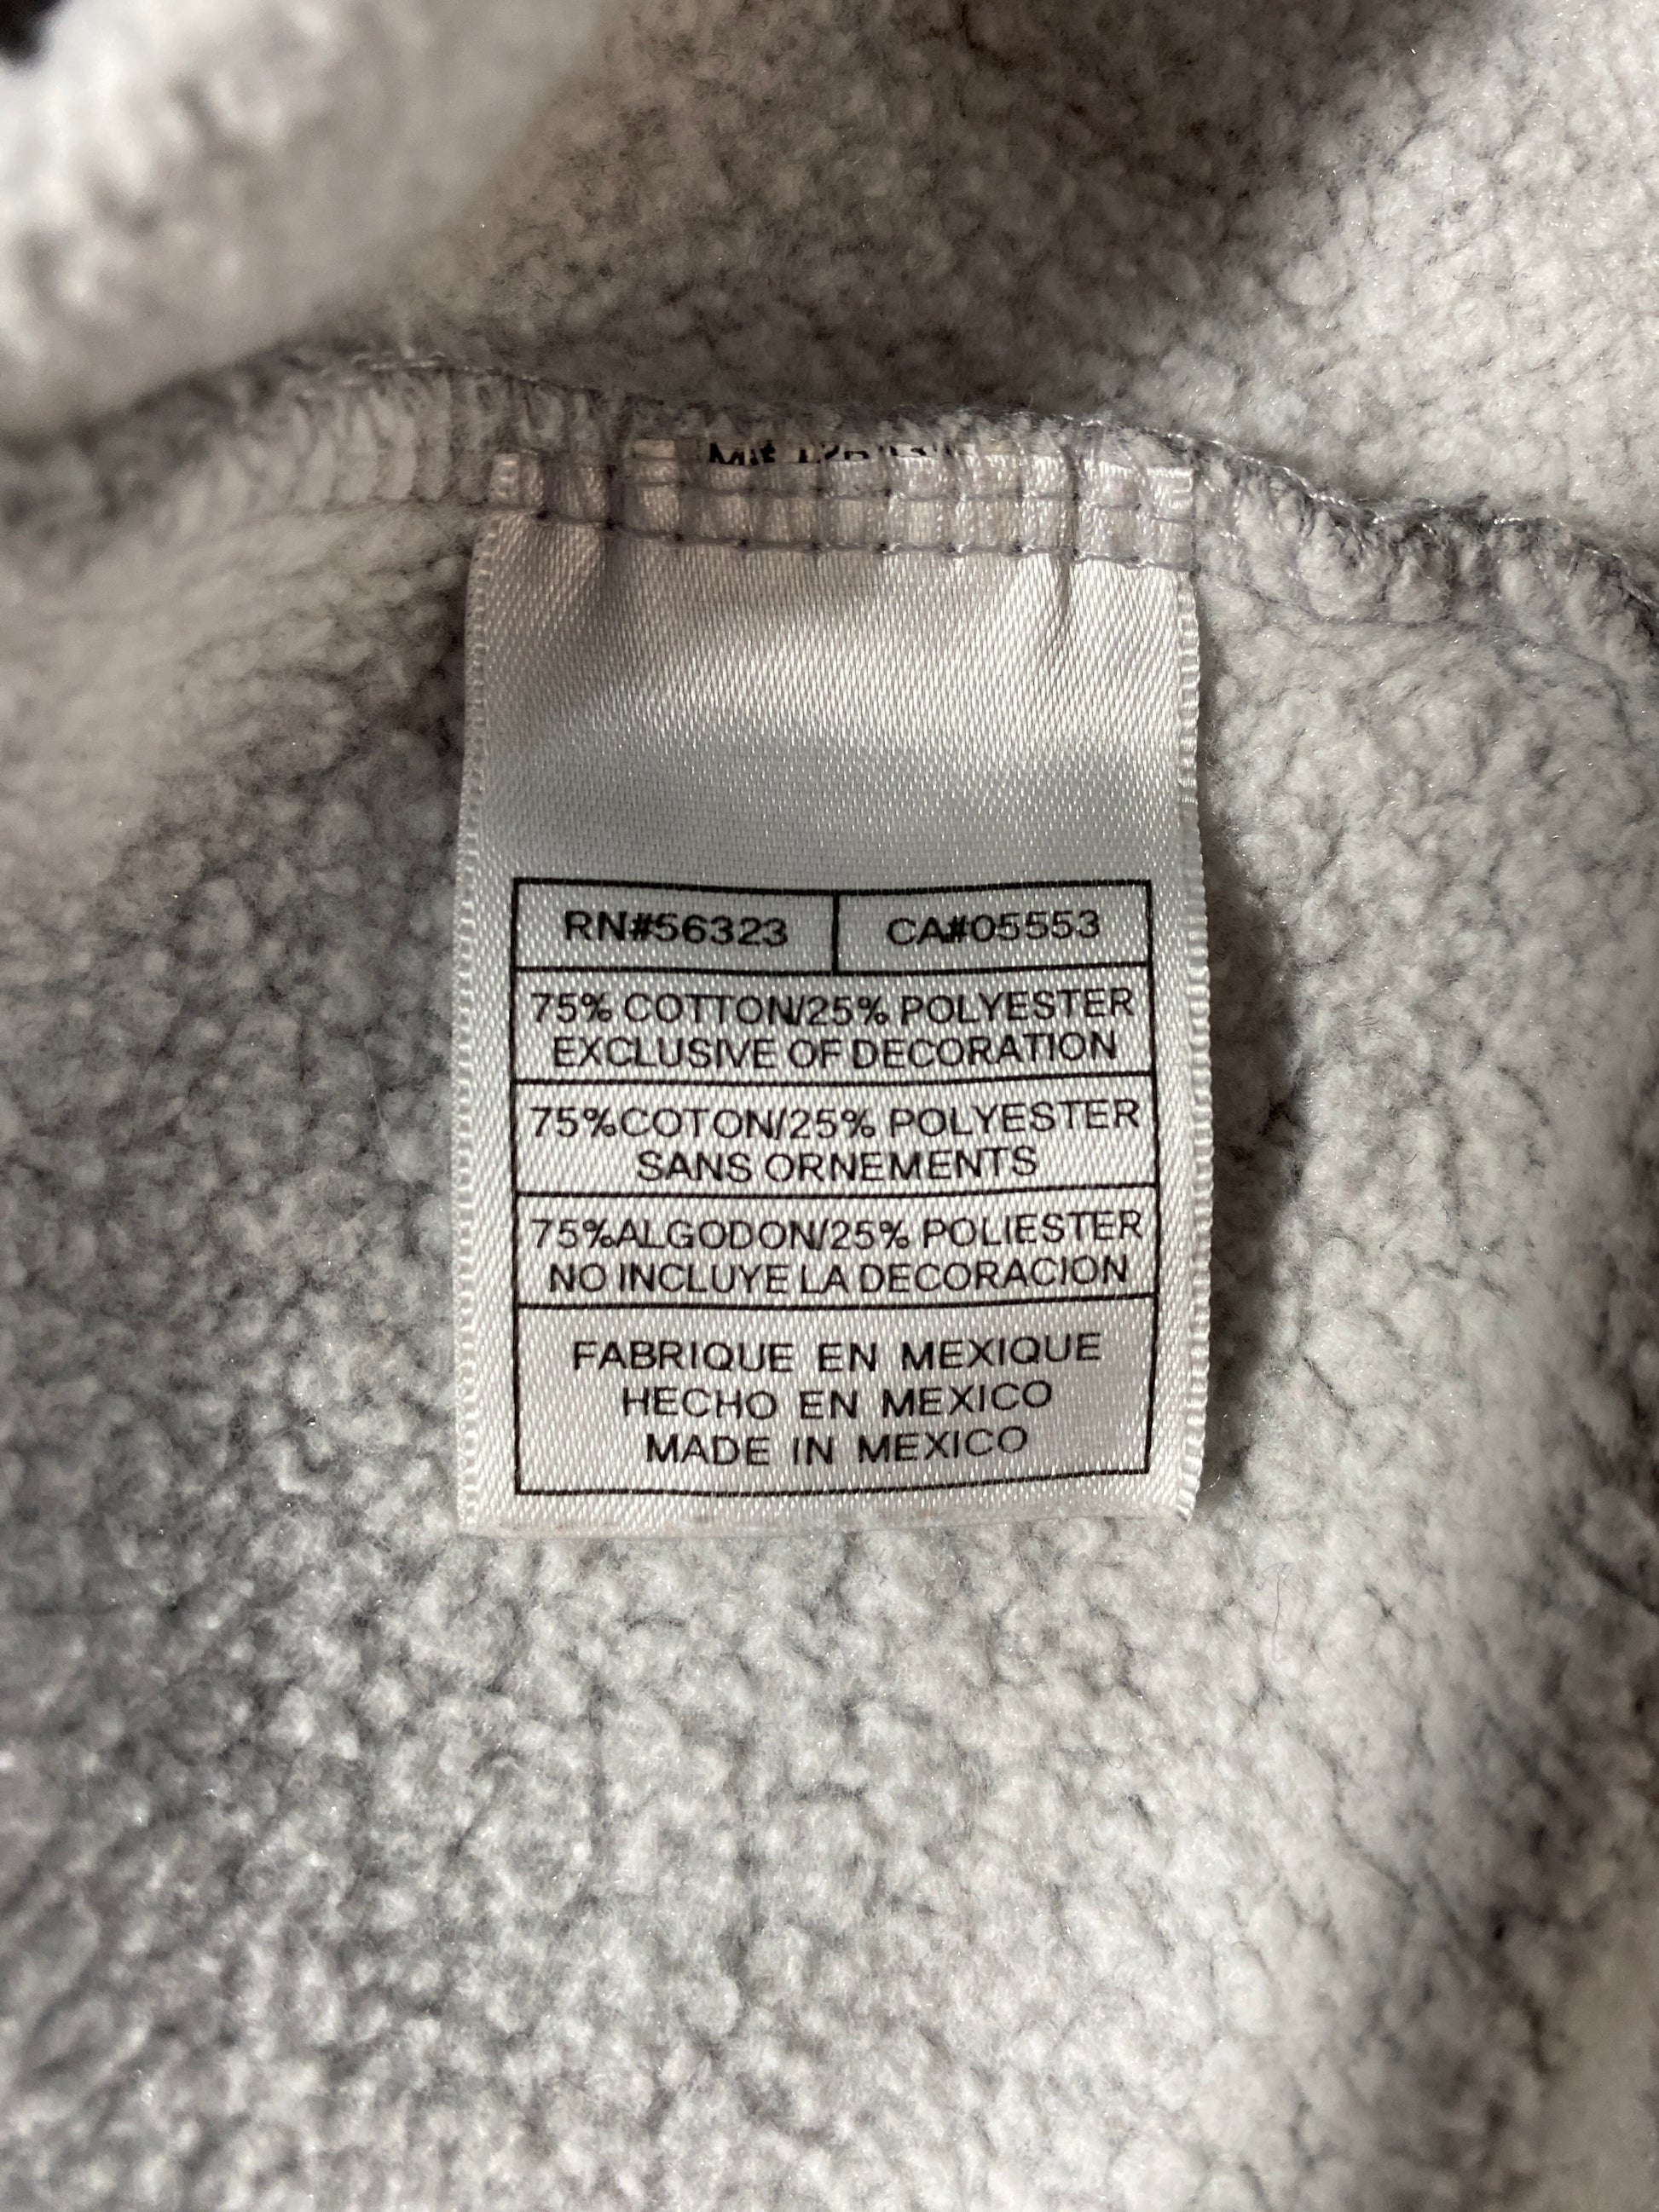 RN#56323 CA#05553
75% COTTON/25% POLYESTER
EXCLUSIVE OF DECORATION
75%COTON/25% POLYESTER
SANS ORNEMENTS
75%ALGODON/25% POLIESTER
NO INCLUYE LA DECORACION
FABRIQUE EN MEXIQUE
HECHO EN MEXICO
MADE IN MEXICO